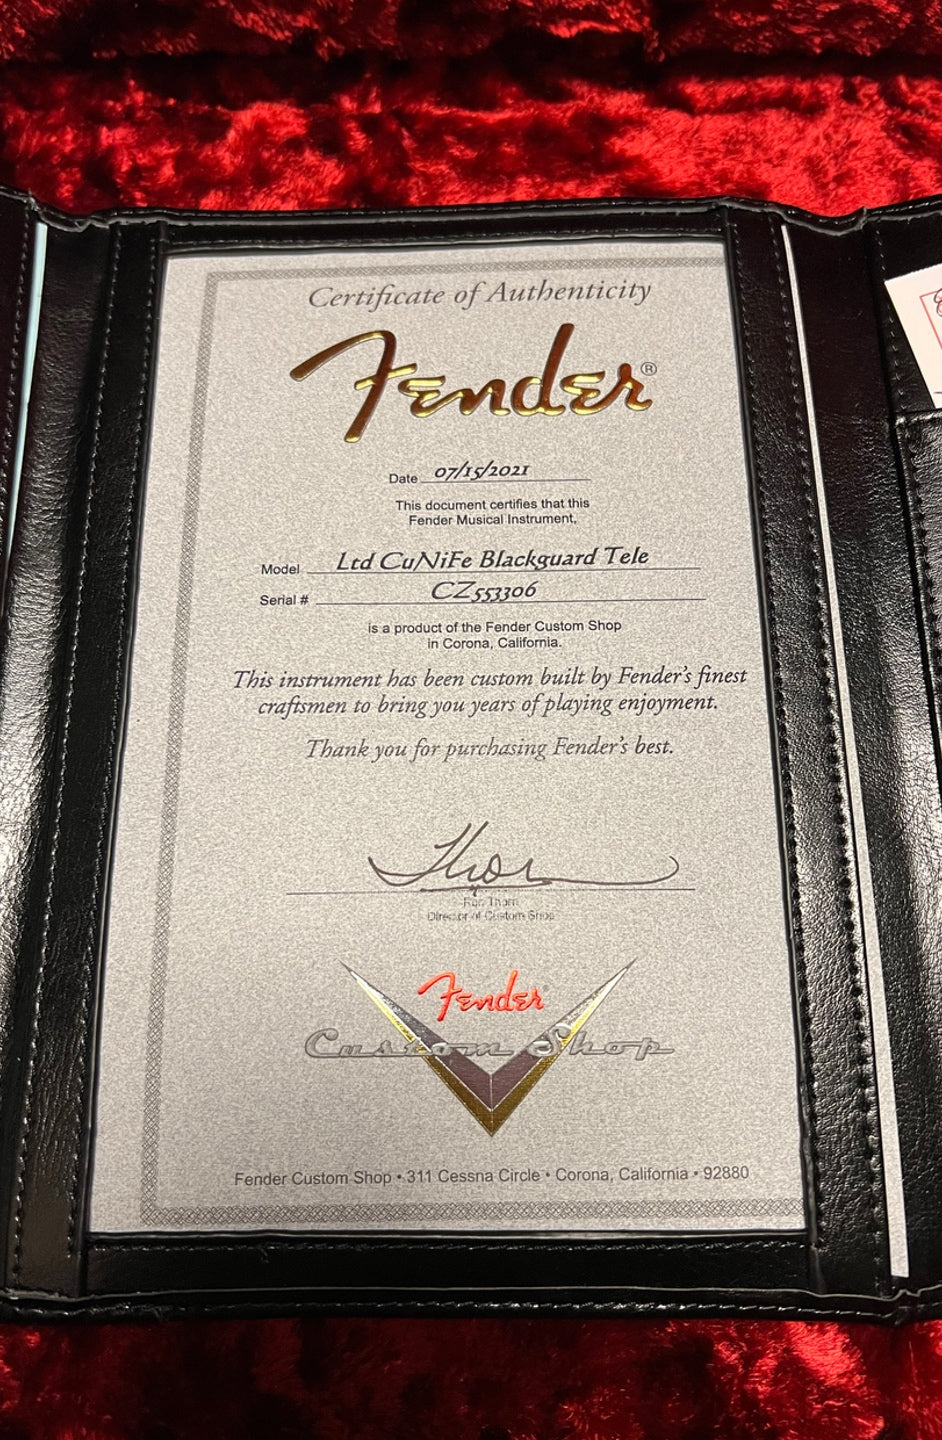 Certificate of Authenticity
Fender®
Date 07/15/2021
This document certifies that this
Fender Musical Instrument,
Model Ltd CuNiFe Blackguard Tele
Serial # CZ553306
is a product of the Fender Custom Shop
in Corona, California.
This instrument has been custom built by Fender's finest
craftsmen to bring you years of playing enjoyment.
Thank you for purchasing Fender's best.
Ron Thorn
Director of Custom Shop
Fender
Custom Shop
Fender Custom Shop • 311 Cessna Circle • Corona, California • 92880